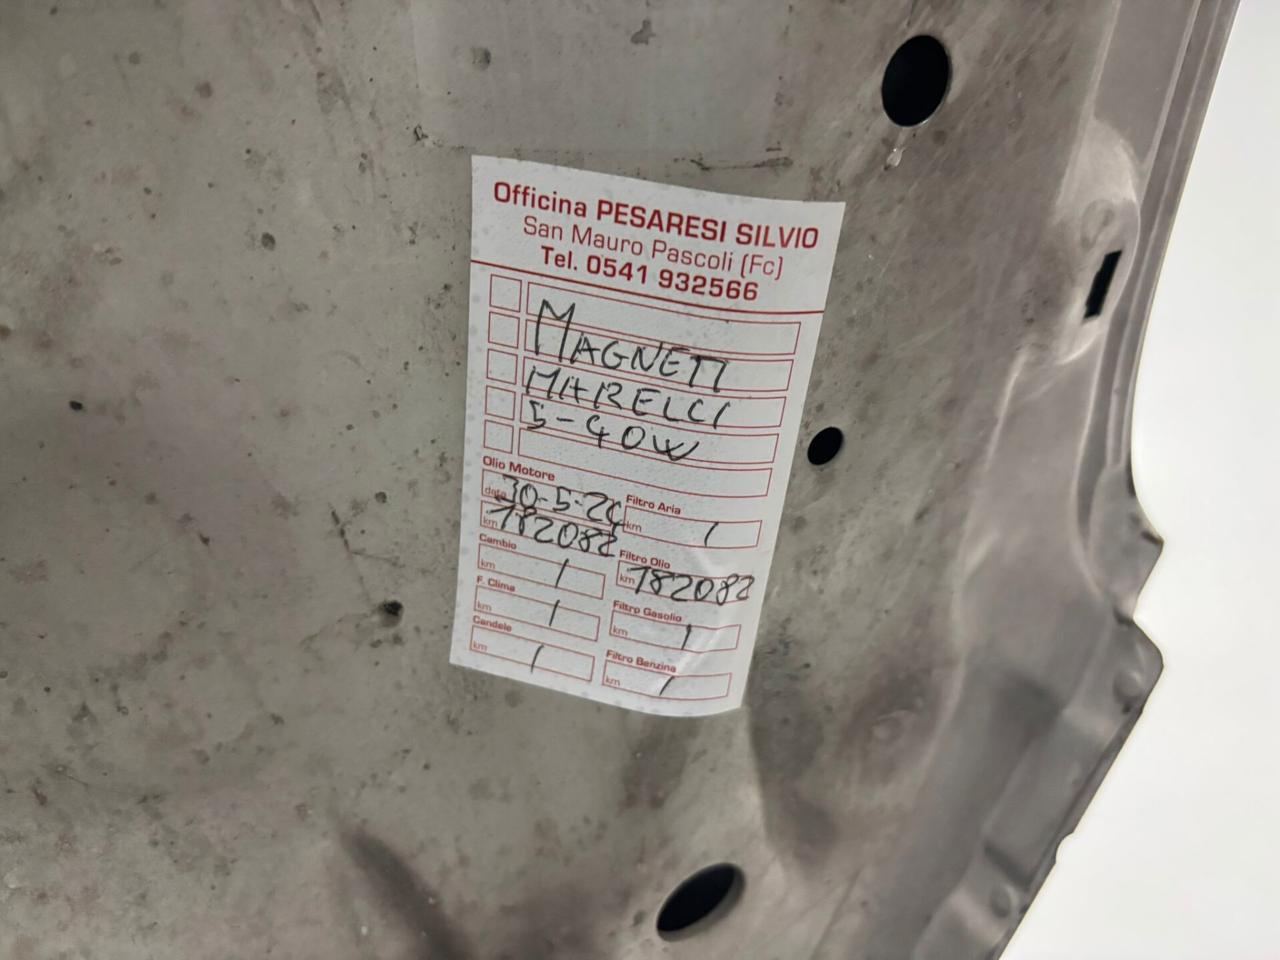 Officina PESARESI SILVIO
San Mauro Pascoli (Fc)
Tel. 0541 932566
MAGNETI
MARELLI
5-40W
Olio Motore
data 30-5-24
km 182082
Filtro Aria
km /
Cambio
km /
Filtro Olio
km 182082
F. Clima
km /
Filtro Gasolio
km /
Candele
km /
Filtro Benzina
km /